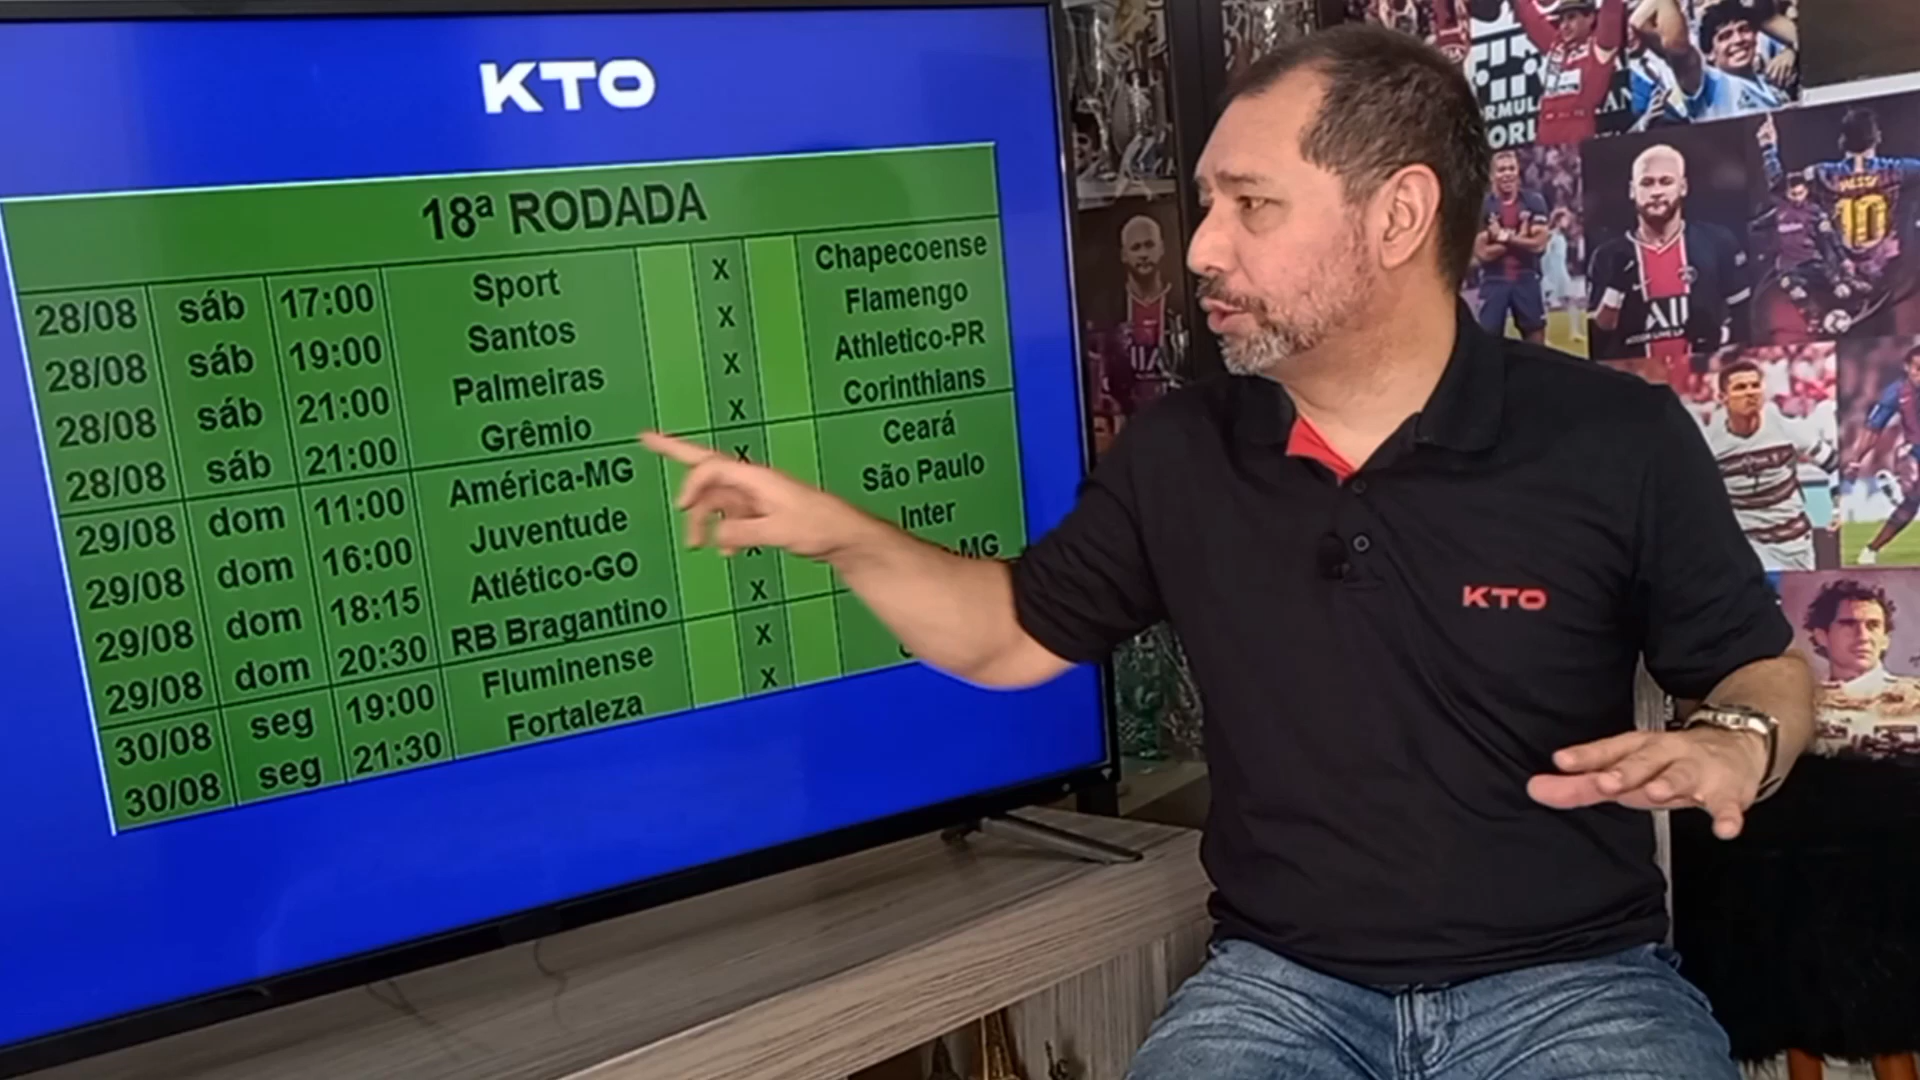 KTO
18ª RODADA
28/08 sáb 17:00 Sport X Chapecoense
28/08 sáb 19:00 Santos X Flamengo
28/08 sáb 21:00 Palmeiras X Athletico-PR
28/08 sáb 21:00 Grêmio X Corinthians
29/08 dom 11:00 América-MG X Ceará
29/08 dom 16:00 Juventude São Paulo
29/08 dom 18:15 Atlético-GO X Inter
29/08 dom 20:30 RB Bragantino X -MG
30/08 seg 19:00 Fluminense X
30/08 seg 21:30 Fortaleza X
KTO
MESSI
10